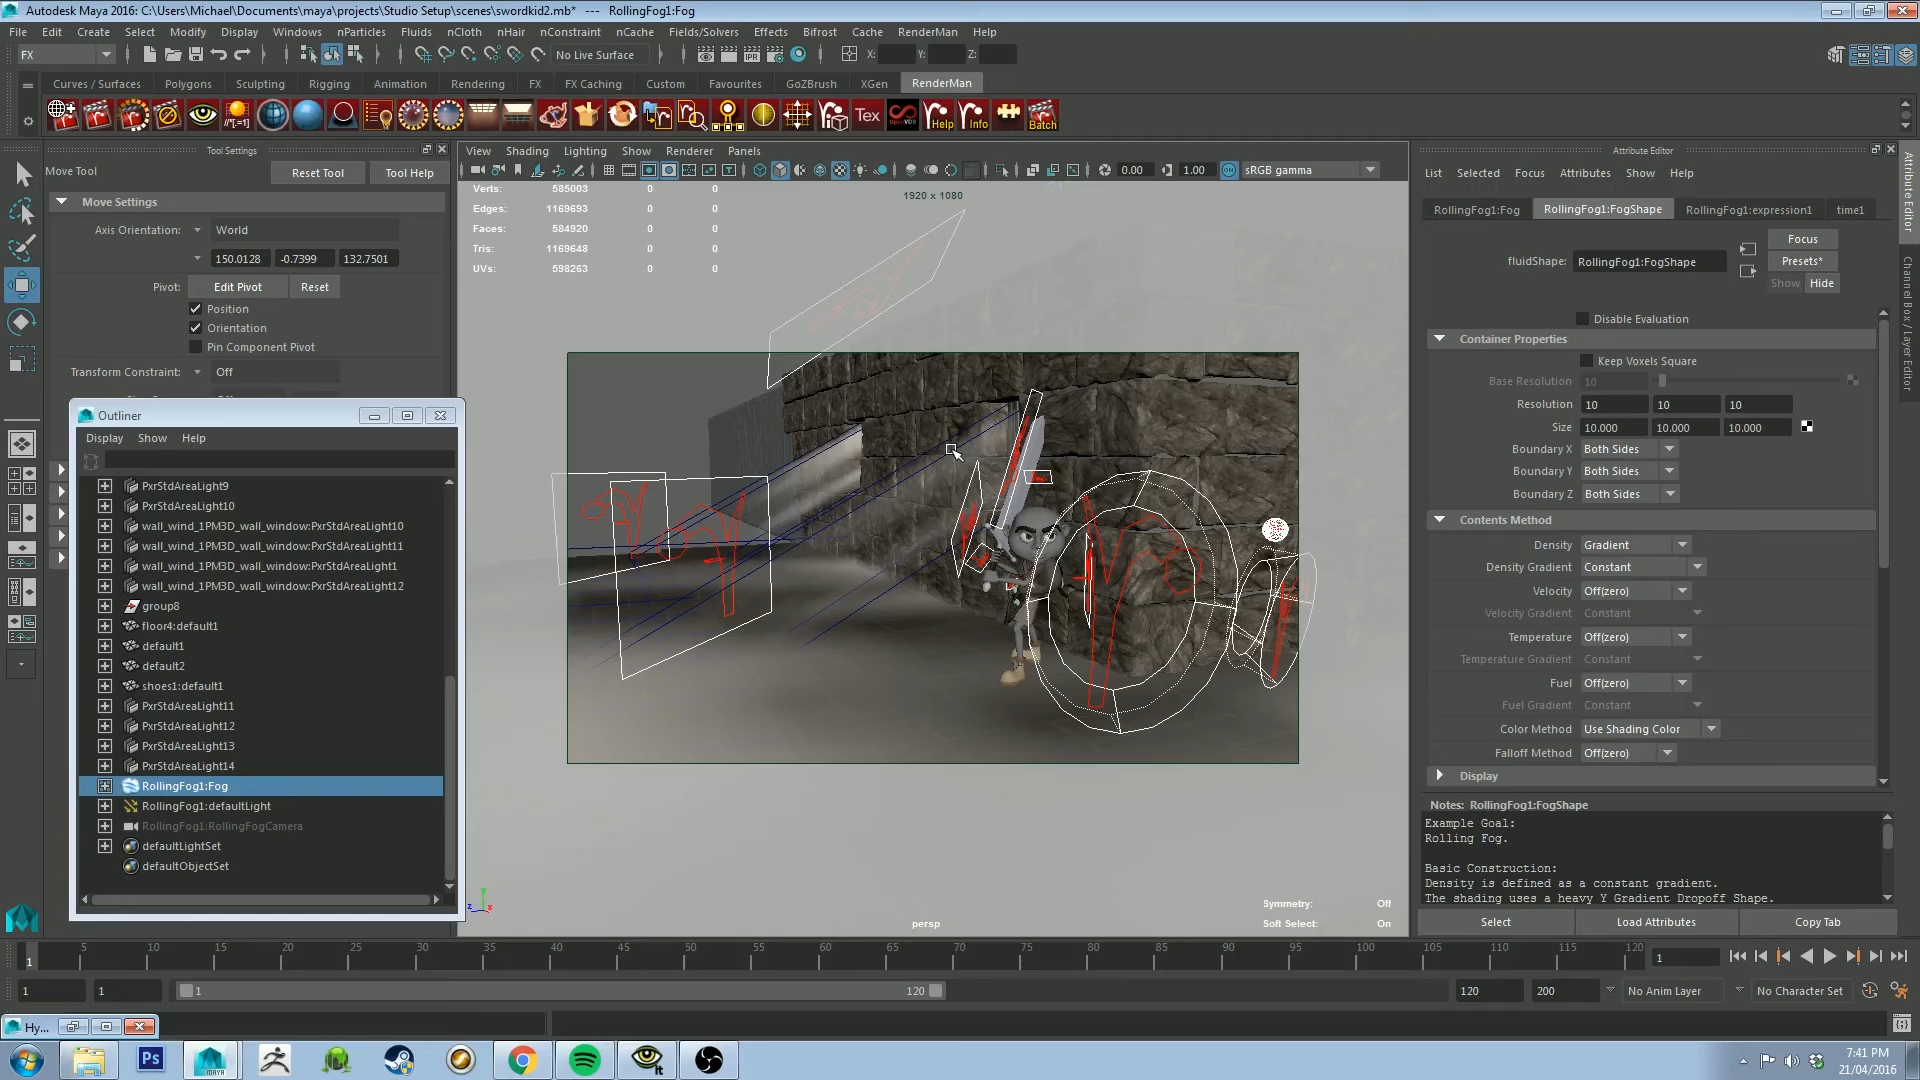 Autodesk Maya 2016: C:\Users\Michael\Documents\maya\projects\Studio Setup\scenes\swordkid2.mb* --- RollingFog1:Fog
File Edit Create Select Modify Display Windows nParticles Fluids nCloth nHair nConstraint nCache Fields/Solvers Effects Bifrost Cache RenderMan Help
FX No Live Surface X: Y: Z:
Curves / Surfaces Polygons Sculpting Rigging Animation Rendering FX FX Caching Custom Favourites GoZBrush XGen RenderMan
IPR Tex Help Info Batch
Tool Settings
Move Tool Reset Tool Tool Help
Move Settings
Axis Orientation: World
150.0128 -0.7399 132.7501
Pivot: Edit Pivot Reset
Position
Orientation
Pin Component Pivot
Transform Constraint: Off
Outliner
Display Show Help
PxrStdAreaLight9
PxrStdAreaLight10
wall_wind_1PM3D_wall_window:PxrStdAreaLight10
wall_wind_1PM3D_wall_window:PxrStdAreaLight11
wall_wind_1PM3D_wall_window:PxrStdAreaLight1
wall_wind_1PM3D_wall_window:PxrStdAreaLight12
group8
floor4:default1
default1
default2
shoes1:default1
PxrStdAreaLight11
PxrStdAreaLight12
PxrStdAreaLight13
PxrStdAreaLight14
RollingFog1:Fog
RollingFog1:defaultLight
RollingFog1:RollingFogCamera
defaultLightSet
defaultObjectSet
View Shading Lighting Show Renderer Panels
0.00 1.00 sRGB gamma
Verts: 585003 0 0
Edges: 1169693 0 0
Faces: 584920 0 0
Tris: 1169648 0 0
UVs: 598263 0 0
1920 x 1080
Symmetry: Off
Soft Select: On
persp
y
z x
Attribute Editor
List Selected Focus Attributes Show Help
RollingFog1:Fog RollingFog1:FogShape RollingFog1:expression1 time1
Focus
fluidShape: RollingFog1:FogShape Presets*
Show Hide
Disable Evaluation
Container Properties
Keep Voxels Square
Base Resolution 10
Resolution 10 10 10
Size 10.000 10.000 10.000
Boundary X Both Sides
Boundary Y Both Sides
Boundary Z Both Sides
Contents Method
Density Gradient
Density Gradient Constant
Velocity Off(zero)
Velocity Gradient Constant
Temperature Off(zero)
Temperature Gradient Constant
Fuel Off(zero)
Fuel Gradient Constant
Color Method Use Shading Color
Falloff Method Off(zero)
Display
Notes: RollingFog1:FogShape
Example Goal:
Rolling Fog.
Basic Construction:
Density is defined as a constant gradient.
The shading uses a heavy Y Gradient Dropoff Shape.
Select Load Attributes Copy Tab
Attribute Editor
Channel Box / Layer Editor
1 5 10 15 20 25 30 35 40 45 50 55 60 65 70 75 80 85 90 95 100 105 110 115 120 1
1 1 1 120 120 200 No Anim Layer No Character Set
Hy...
Ps MAYA it
7:41 PM
21/04/2016